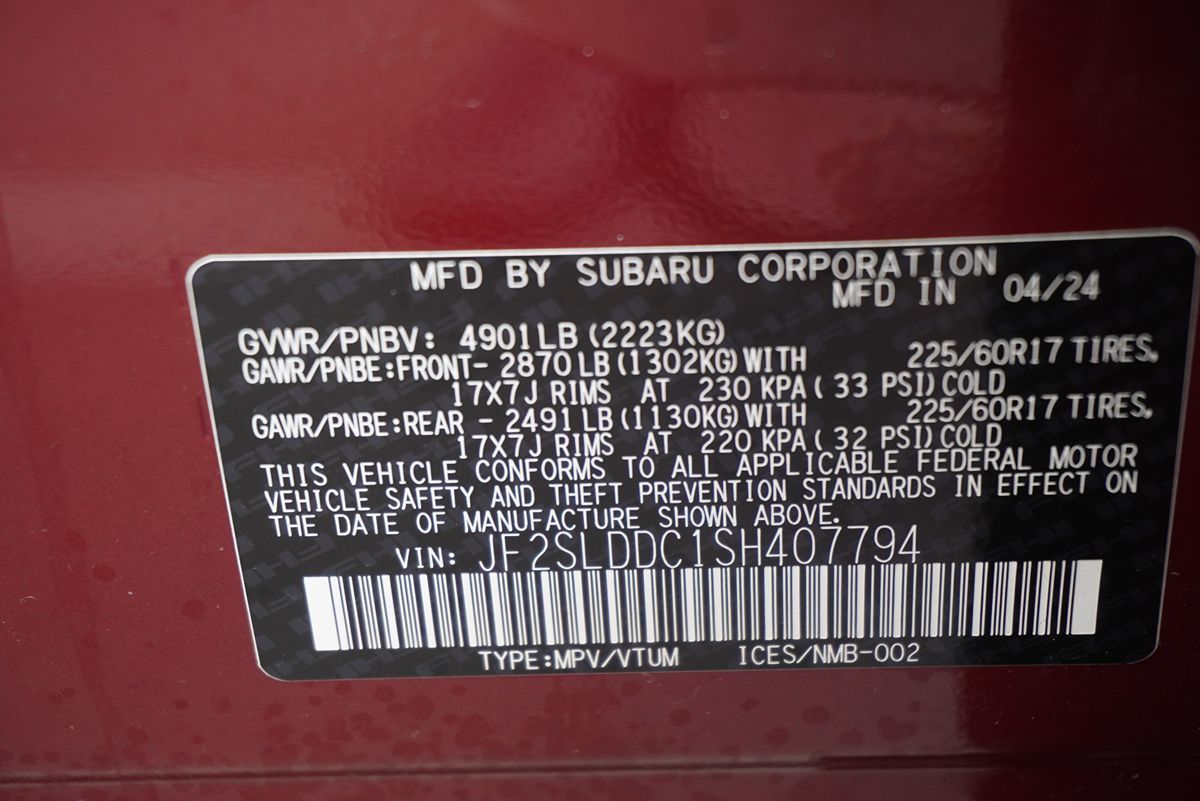 MFD BY SUBARU CORPORATION
MFD IN 04/24
GVWR/PNBV: 4901LB (2223KG)
GAWR/PNBE:FRONT- 2870LB(1302KG)WITH 225/60R17 TIRES,
17X7J RIMS AT 230 KPA( 33 PSI)COLD
GAWR/PNBE:REAR - 2491LB(1130KG)WITH 225/60R17 TIRES,
17X7J RIMS AT 220 KPA( 32 PSI)COLD
THIS VEHICLE CONFORMS TO ALL APPLICABLE FEDERAL MOTOR
VEHICLE SAFETY AND THEFT PREVENTION STANDARDS IN EFFECT ON
THE DATE OF MANUFACTURE SHOWN ABOVE.
VIN: JF2SLDDC1SH407794
TYPE:MPV/VTUM ICES/NMB-002